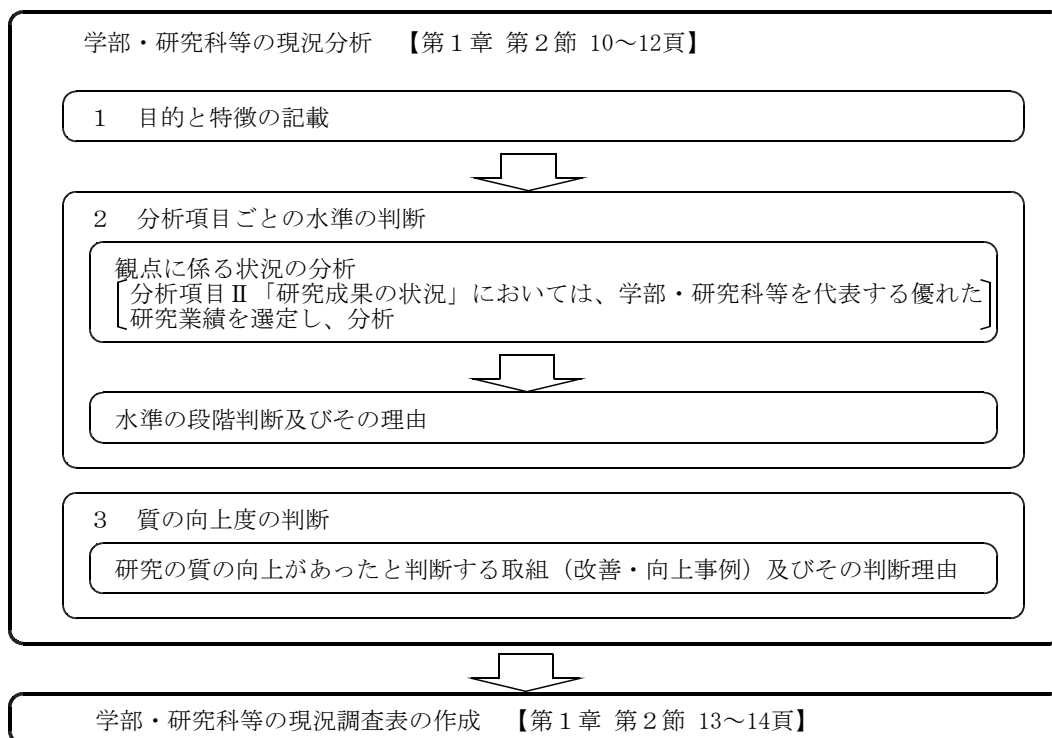 学部・研究科等の現況分析 【第１章 第２節 10～12頁】
１ 目的と特徴の記載
２ 分析項目ごとの水準の判断
観点に係る状況の分析
分析項目Ⅱ「研究成果の状況」においては、学部・研究科等を代表する優れた
研究業績を選定し、分析
水準の段階判断及びその理由
３ 質の向上度の判断
研究の質の向上があったと判断する取組（改善・向上事例）及びその判断理由
学部・研究科等の現況調査表の作成 【第１章 第２節 13～14頁】